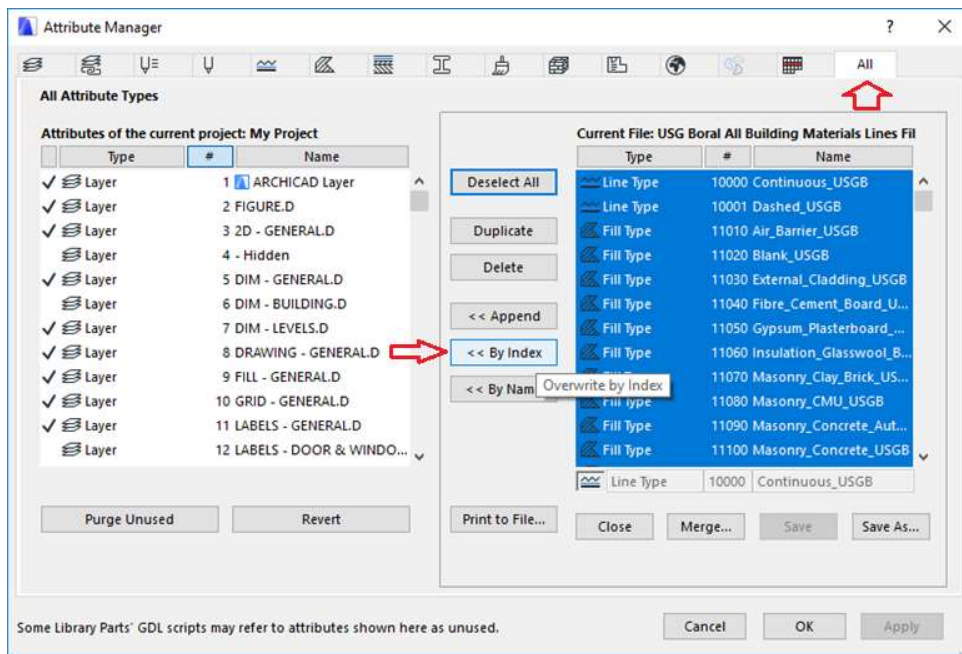 Attribute Manager
?
All
All Attribute Types
Attributes of the current project: My Project
Type # Name
Layer 1 ARCHICAD Layer
Layer 2 FIGURE.D
Layer 3 2D - GENERAL.D
Layer 4 - Hidden
Layer 5 DIM - GENERAL.D
Layer 6 DIM - BUILDING.D
Layer 7 DIM - LEVELS.D
Layer 8 DRAWING - GENERAL.D
Layer 9 FILL - GENERAL.D
Layer 10 GRID - GENERAL.D
Layer 11 LABELS - GENERAL.D
Layer 12 LABELS - DOOR & WINDO...
Purge Unused
Revert
Deselect All
Duplicate
Delete
<< Append
<< By Index
<< By Nam
Overwrite by Index
Print to File...
Current File: USG Boral All Building Materials Lines Fil
Type # Name
Line Type 10000 Continuous_USGB
Line Type 10001 Dashed_USGB
Fill Type 11010 Air_Barrier_USGB
Fill Type 11020 Blank_USGB
Fill Type 11030 External_Cladding_USGB
Fill Type 11040 Fibre_Cement_Board_U...
Fill Type 11050 Gypsum_Plasterboard_...
Fill Type 11060 Insulation_Glasswool_B...
11070 Masonry_Clay_Brick_US...
Fill Type 11080 Masonry_CMU_USGB
Fill Type 11090 Masonry_Concrete_Aut...
Fill Type 11100 Masonry_Concrete_USGB
Line Type 10000 Continuous_USGB
Close
Merge...
Save
Save As...
Some Library Parts' GDL scripts may refer to attributes shown here as unused.
Cancel
OK
Apply